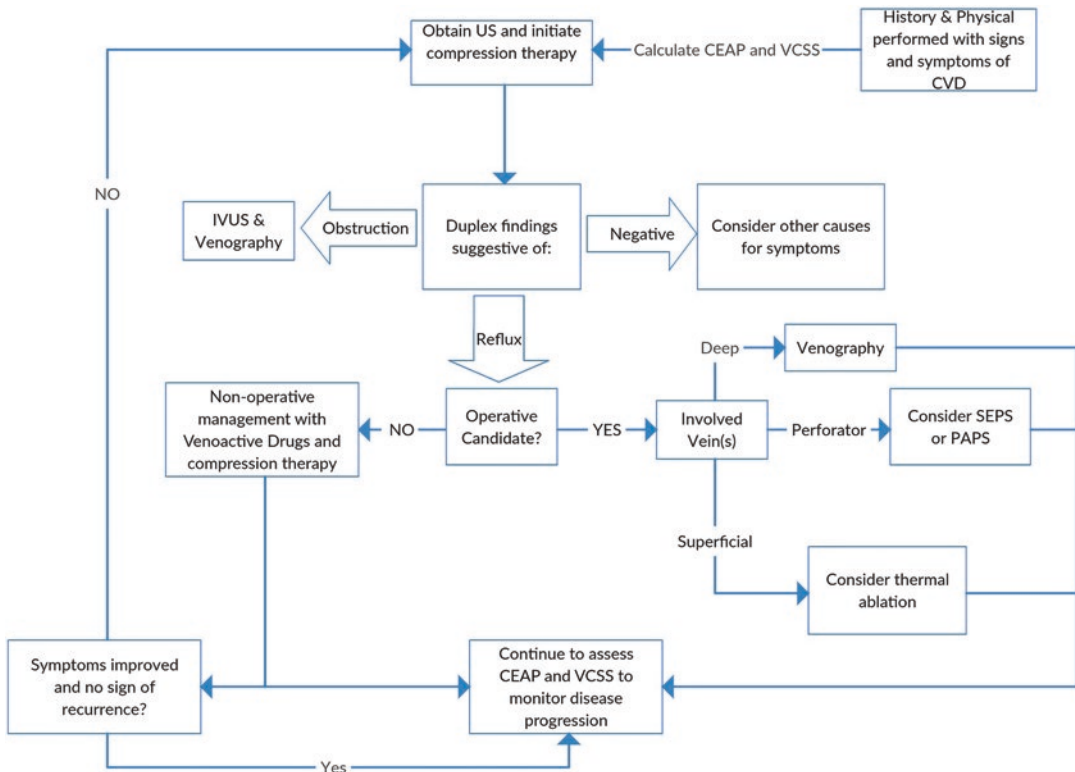 Obtain US and initiate
compression therapy
Calculate CEAP and VCSS
History & Physical
performed with signs
and symptoms of
CVD
NO
IVUS &
Venography
Obstruction
Duplex findings
suggestive of:
Negative
Consider other causes
for symptoms
Reflux
Deep
Venography
Non-operative
management with
Venoactive Drugs and
compression therapy
NO
Operative
Candidate?
YES
Involved
Vein(s)
Perforator
Consider SEPS
or PAPS
Superficial
Consider thermal
ablation
Symptoms improved
and no sign of
recurrence?
Continue to assess
CEAP and VCSS to
monitor disease
progression
Yes